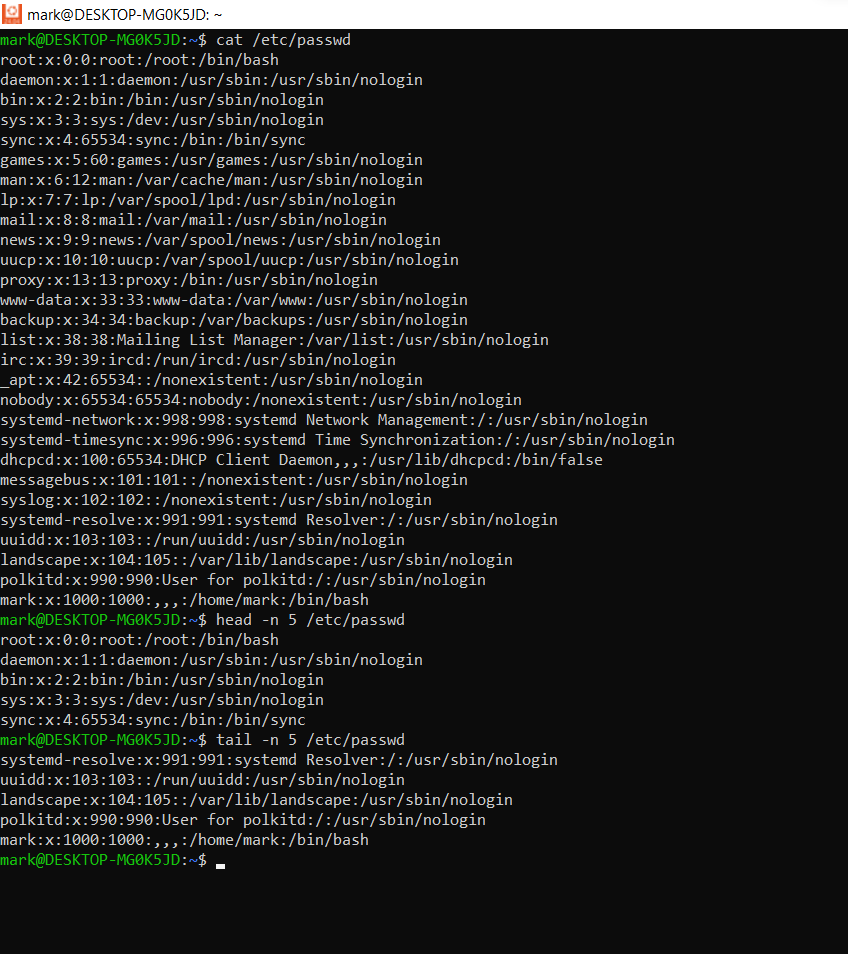 mark@DESKTOP-MG0K5JD: ~
mark@DESKTOP-MG0K5JD:~$ cat /etc/passwd
root:x:0:0:root:/root:/bin/bash
daemon:x:1:1:daemon:/usr/sbin:/usr/sbin/nologin
bin:x:2:2:bin:/bin:/usr/sbin/nologin
sys:x:3:3:sys:/dev:/usr/sbin/nologin
sync:x:4:65534:sync:/bin:/bin/sync
games:x:5:60:games:/usr/games:/usr/sbin/nologin
man:x:6:12:man:/var/cache/man:/usr/sbin/nologin
lp:x:7:7:lp:/var/spool/lpd:/usr/sbin/nologin
mail:x:8:8:mail:/var/mail:/usr/sbin/nologin
news:x:9:9:news:/var/spool/news:/usr/sbin/nologin
uucp:x:10:10:uucp:/var/spool/uucp:/usr/sbin/nologin
proxy:x:13:13:proxy:/bin:/usr/sbin/nologin
www-data:x:33:33:www-data:/var/www:/usr/sbin/nologin
backup:x:34:34:backup:/var/backups:/usr/sbin/nologin
list:x:38:38:Mailing List Manager:/var/list:/usr/sbin/nologin
irc:x:39:39:ircd:/run/ircd:/usr/sbin/nologin
_apt:x:42:65534::/nonexistent:/usr/sbin/nologin
nobody:x:65534:65534:nobody:/nonexistent:/usr/sbin/nologin
systemd-network:x:998:998:systemd Network Management:/:/usr/sbin/nologin
systemd-timesync:x:996:996:systemd Time Synchronization:/:/usr/sbin/nologin
dhcpcd:x:100:65534:DHCP Client Daemon,,,:/usr/lib/dhcpcd:/bin/false
messagebus:x:101:101::/nonexistent:/usr/sbin/nologin
syslog:x:102:102::/nonexistent:/usr/sbin/nologin
systemd-resolve:x:991:991:systemd Resolver:/:/usr/sbin/nologin
uuidd:x:103:103::/run/uuidd:/usr/sbin/nologin
landscape:x:104:105::/var/lib/landscape:/usr/sbin/nologin
polkitd:x:990:990:User for polkitd:/:/usr/sbin/nologin
mark:x:1000:1000:,,,:/home/mark:/bin/bash
mark@DESKTOP-MG0K5JD:~$ head -n 5 /etc/passwd
root:x:0:0:root:/root:/bin/bash
daemon:x:1:1:daemon:/usr/sbin:/usr/sbin/nologin
bin:x:2:2:bin:/bin:/usr/sbin/nologin
sys:x:3:3:sys:/dev:/usr/sbin/nologin
sync:x:4:65534:sync:/bin:/bin/sync
mark@DESKTOP-MG0K5JD:~$ tail -n 5 /etc/passwd
systemd-resolve:x:991:991:systemd Resolver:/:/usr/sbin/nologin
uuidd:x:103:103::/run/uuidd:/usr/sbin/nologin
landscape:x:104:105::/var/lib/landscape:/usr/sbin/nologin
polkitd:x:990:990:User for polkitd:/:/usr/sbin/nologin
mark:x:1000:1000:,,,:/home/mark:/bin/bash
mark@DESKTOP-MG0K5JD:~$